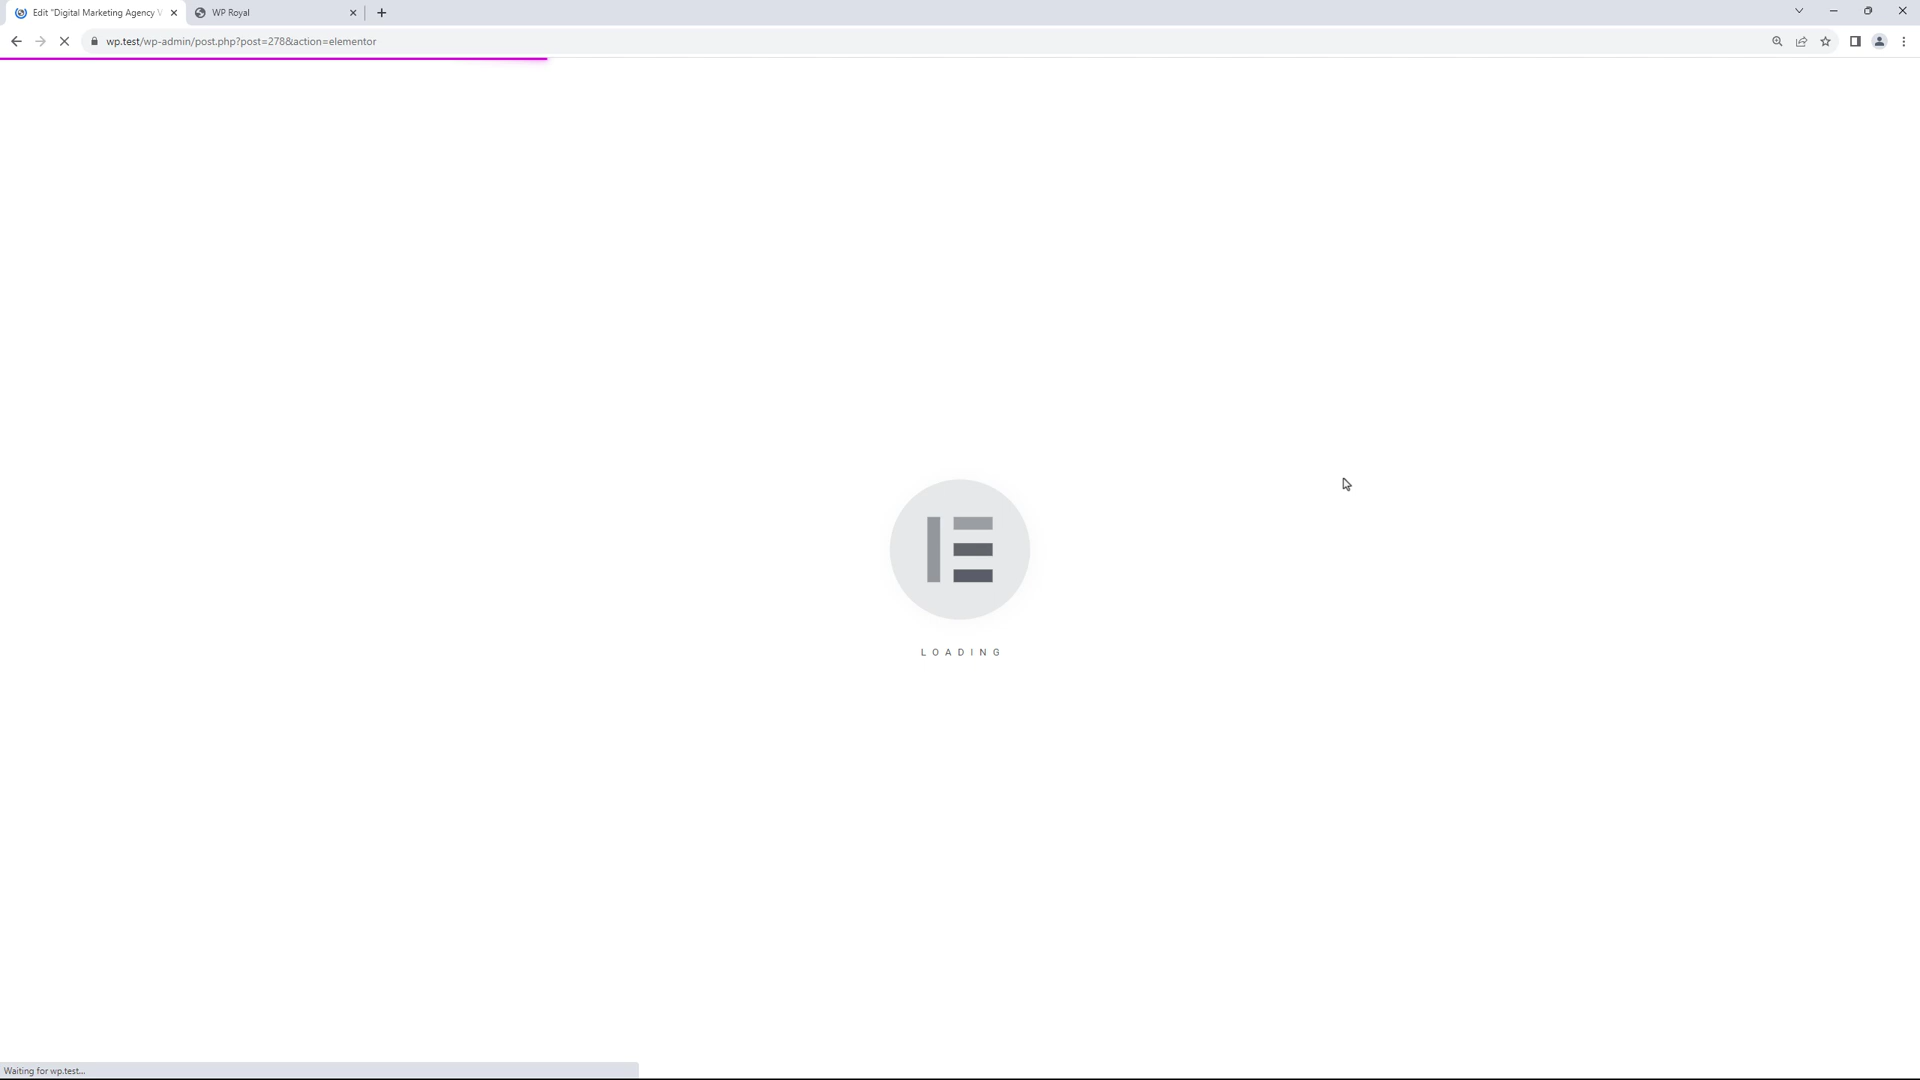 Edit "Digital Marketing Agency V
WP Royal
wp.test/wp-admin/post.php?post=278&action=elementor
LOADING
Waiting for wp.test...